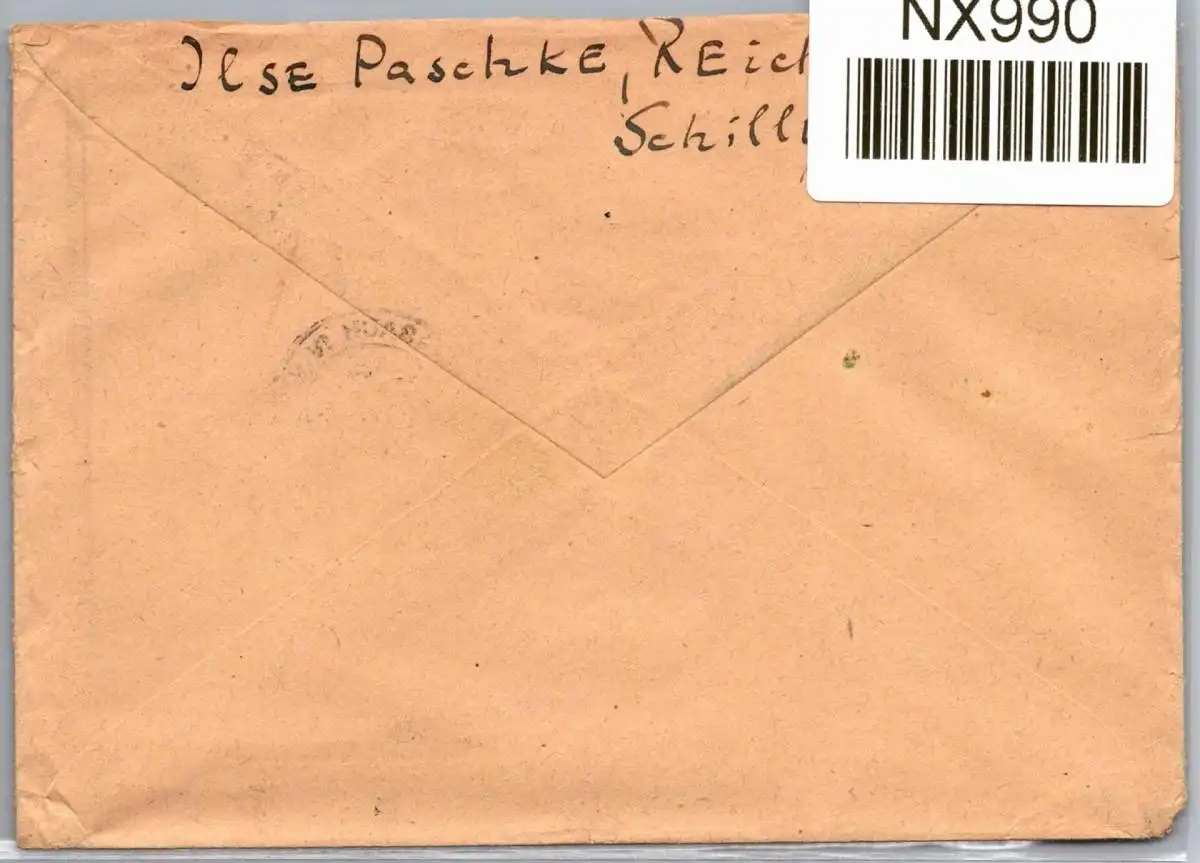 NX990
Ilse Paschke, Reich
Schill